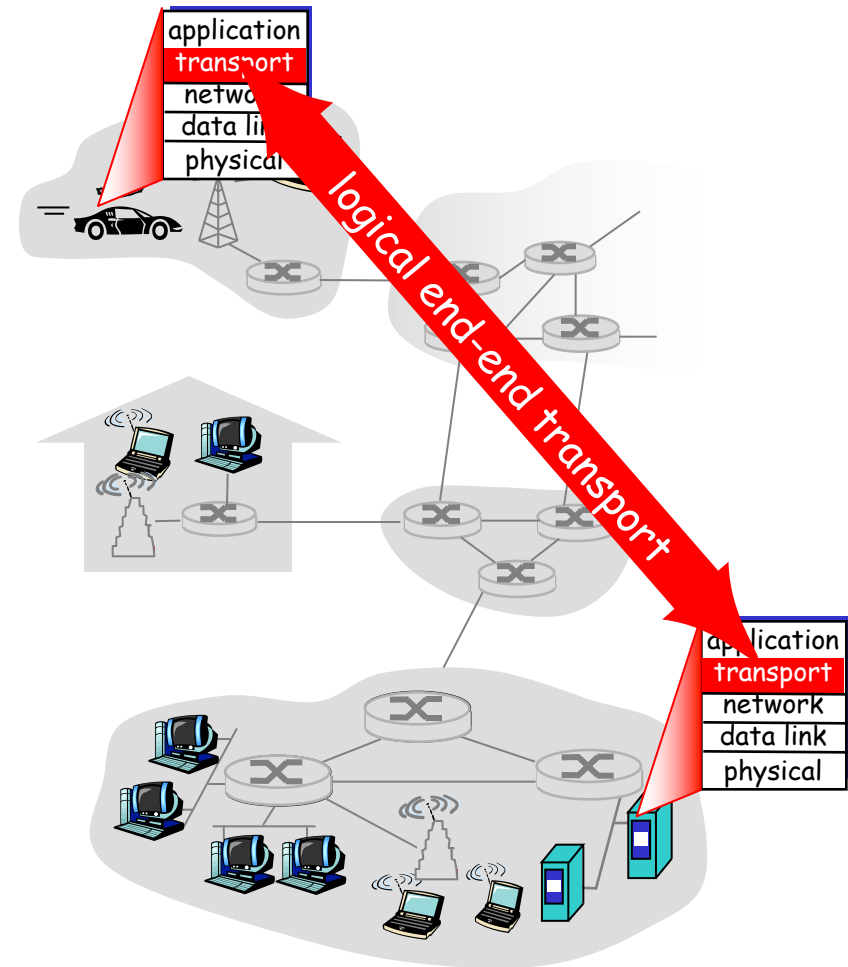 application
transport
network
data link
physical
logical end-end transport
application
transport
network
data link
physical